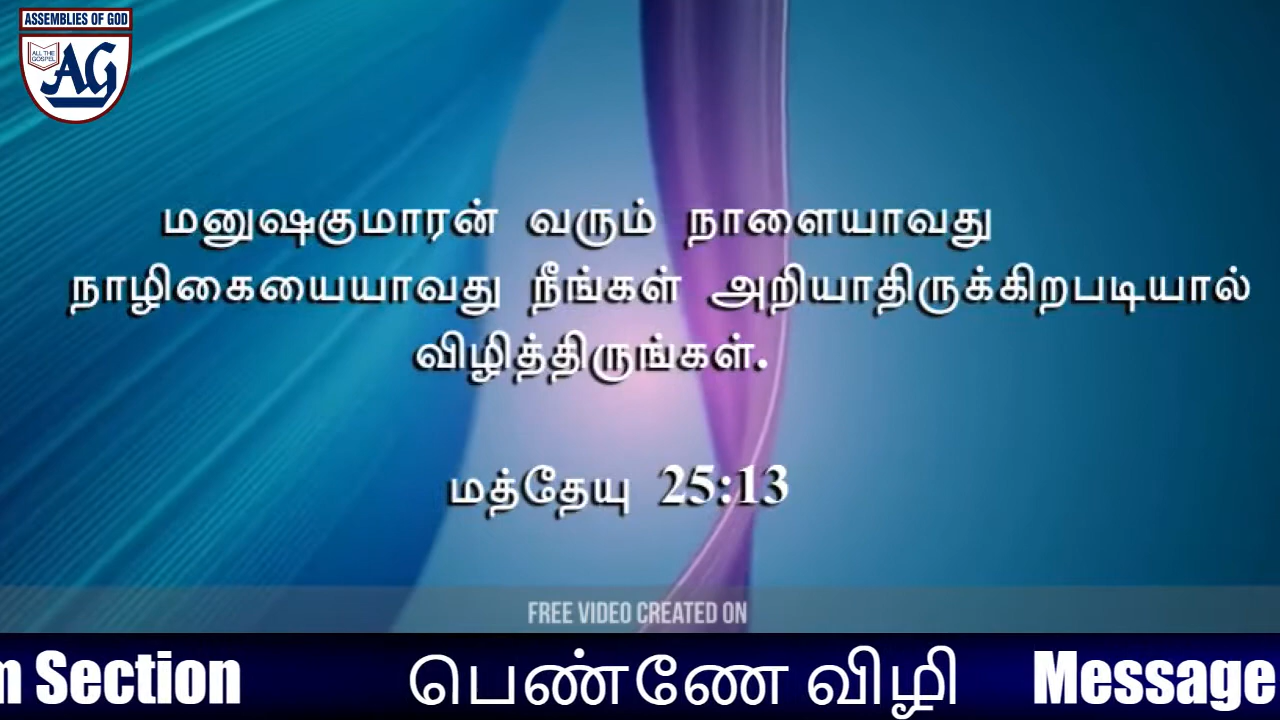 ASSEMBLIES OF GOD
ALL THE
GOSPEL
AG
மனுஷகுமாரன் வரும் நாளையாவது
நாழிகையையாவது நீங்கள் அறியாதிருக்கிறபடியால்
விழித்திருங்கள்.
மத்தேயு 25:13
FREE VIDEO CREATED ON
Section பெண்ணே விழி Message